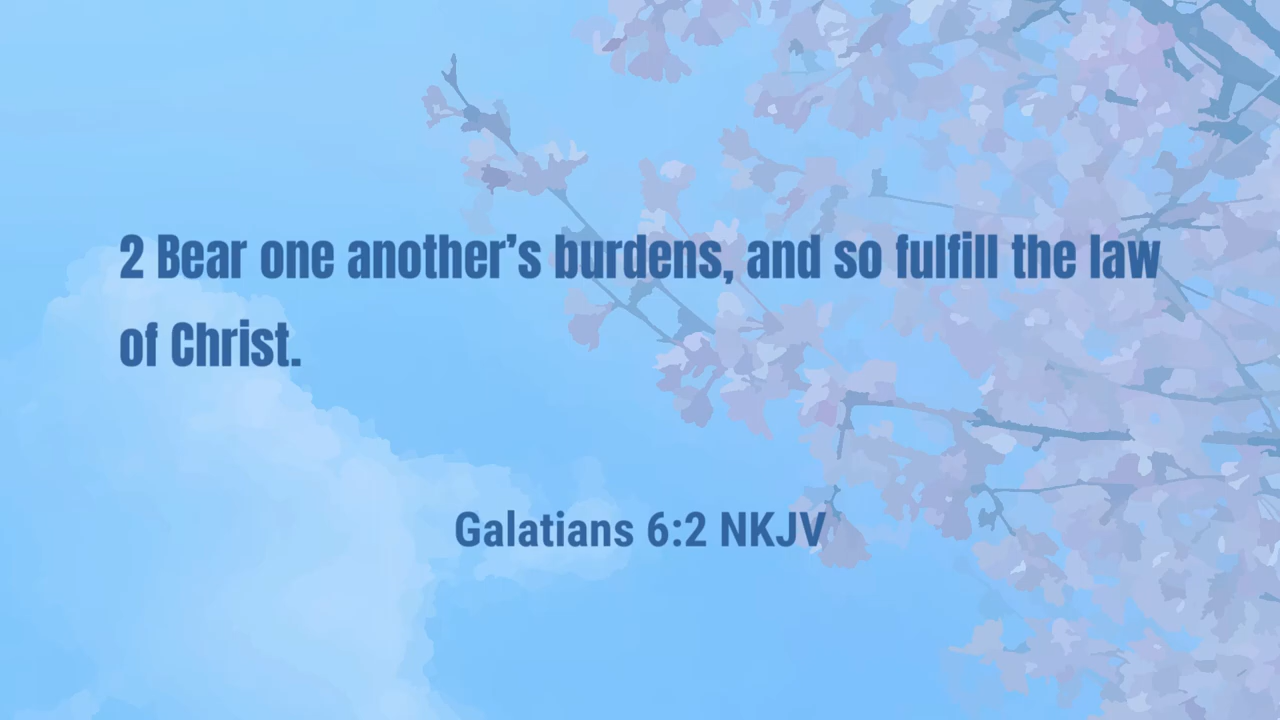 2 Bear one another’s burdens, and so fulfill the law
of Christ.
Galatians 6:2 NKJV